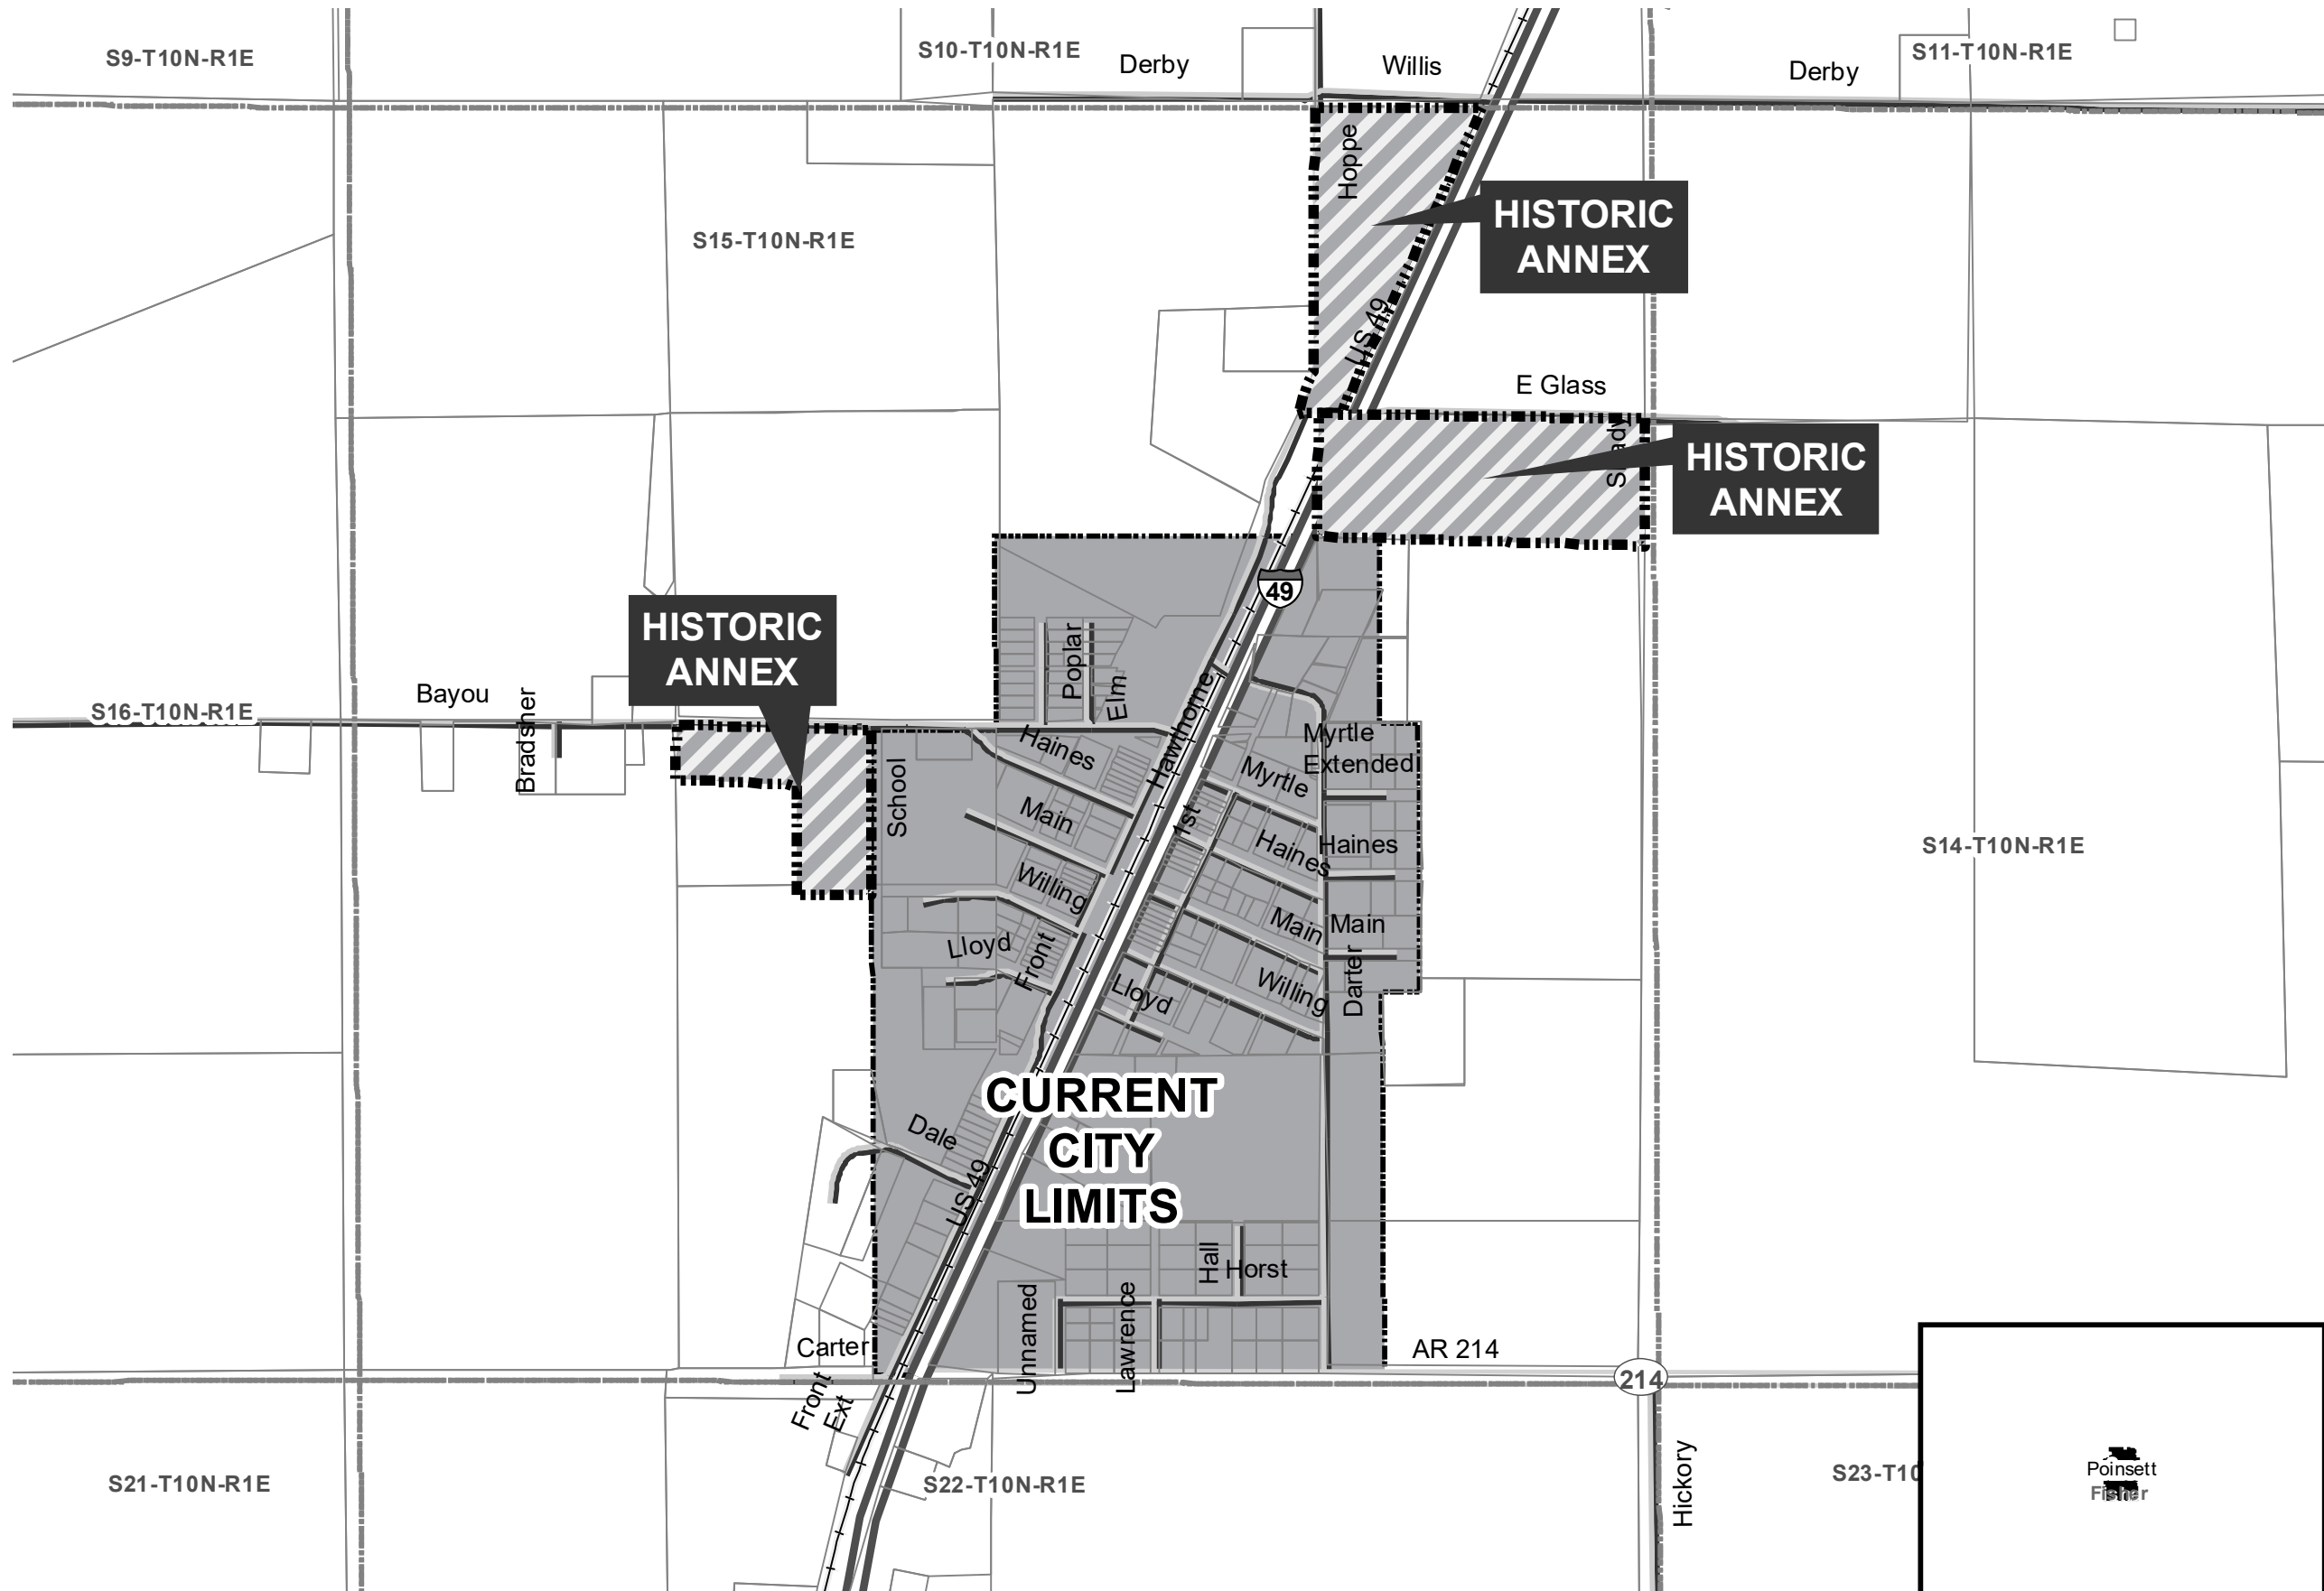 S9-T10N-R1E
S10-T10N-R1E
Derby
Willis
Derby
S11-T10N-R1E
Hoppe
HISTORIC
ANNEX
S15-T10N-R1E
US 49
E Glass
HISTORIC
ANNEX
49
HISTORIC
ANNEX
Poplar
Elm
Hawthorne
Bayou
Bradsher
S16-T10N-R1E
School
Haines
Main
Willing
Lloyd
Front
1st
Myrtle
Extended
Myrtle
Haines
Haines
Main
Main
Willing
Lloyd
Darter
S14-T10N-R1E
CURRENT
CITY
LIMITS
Dale
US 49
Hall
Horst
Unnamed
Lawrence
Carter
AR 214
214
Front
Ext
S21-T10N-R1E
S22-T10N-R1E
Hickory
S23-T10
Poinsett
Fisher